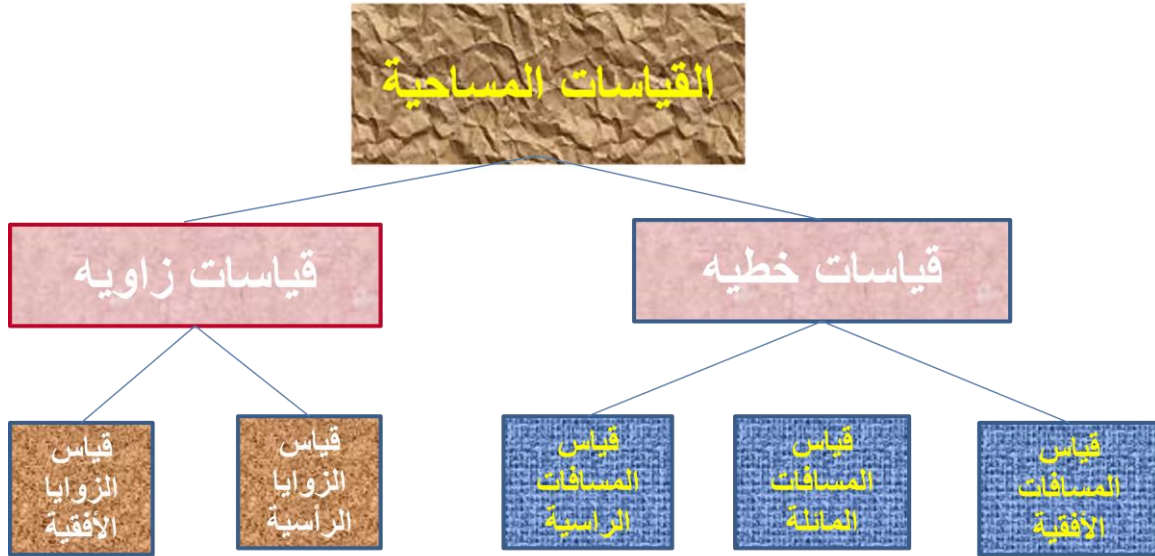 القياسات المساحية
قياسات خطيه
قياسات زاويه
قياس
المسافات
الأفقية
قياس
المسافات
المائلة
قياس
المسافات
الراسية
قياس
الزوايا
الرأسية
قياس
الزوايا
الأفقية